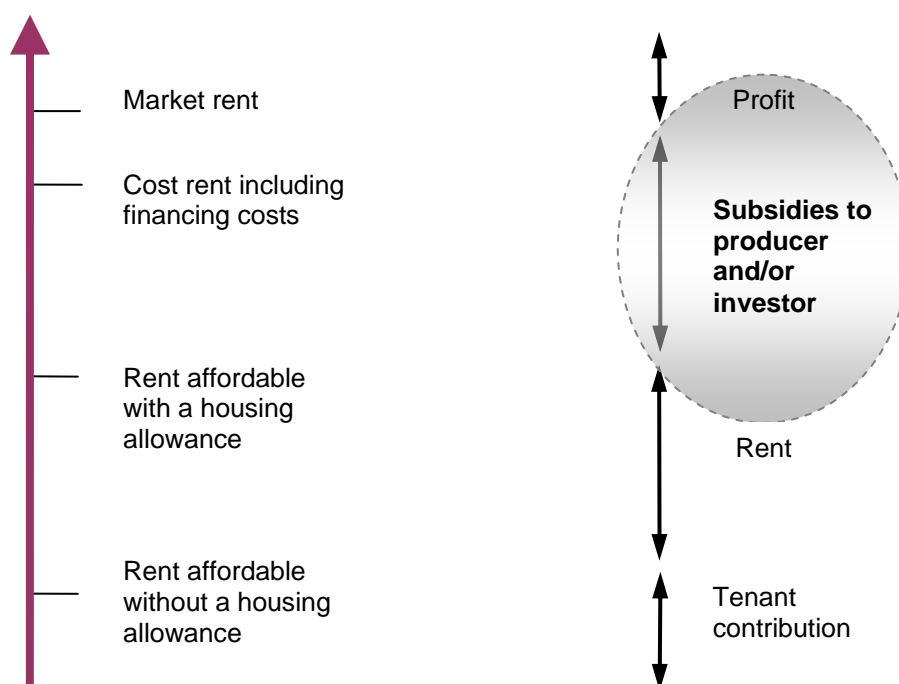 Market rent
Cost rent including
financing costs
Rent affordable
with a housing
allowance
Rent affordable
without a housing
allowance
Profit
Subsidies to
producer
and/or
investor
Rent
Tenant
contribution